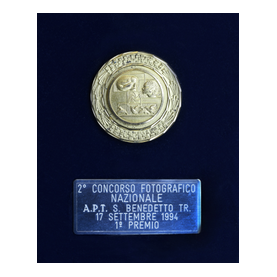 2° CONCORSO FOTOGRAFICO
NAZIONALE
A.P.T. S. BENEDETTO TR.
17 SETTEMBRE 1994
1° PREMIO